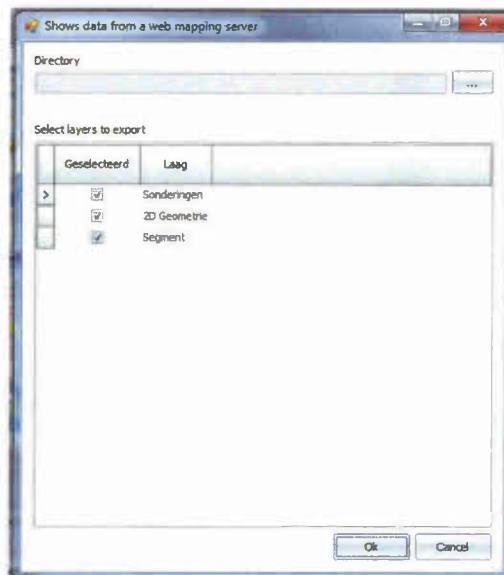 Shows data from a web mapping server
Directory
...
Select layers to export
Geselecteerd Laag
> Sonderingen
2D Geometrie
Segment
Ok Cancel